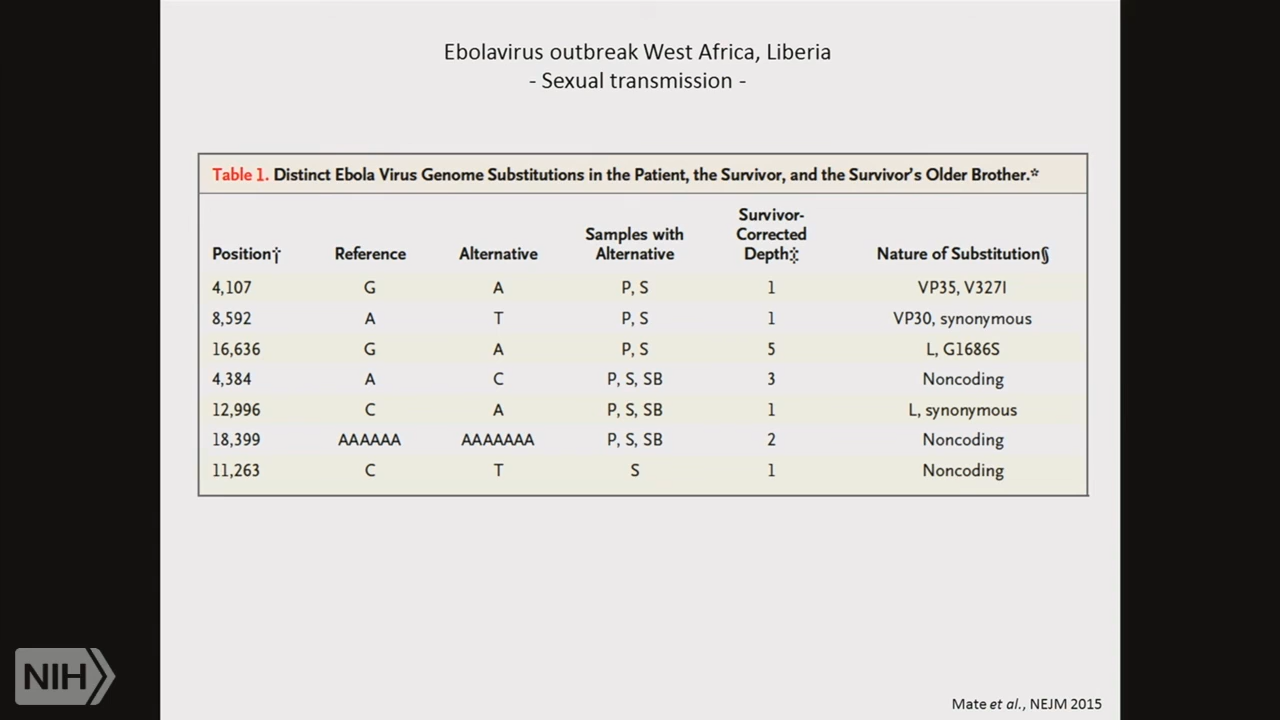 Ebolavirus outbreak West Africa, Liberia
- Sexual transmission -
Table 1. Distinct Ebola Virus Genome Substitutions in the Patient, the Survivor, and the Survivor's Older Brother.*
Position† Reference Alternative Samples with Alternative Survivor-Corrected Depth‡ Nature of Substitution§
4,107 G A P, S 1 VP35, V327I
8,592 A T P, S 1 VP30, synonymous
16,636 G A P, S 5 L, G1686S
4,384 A C P, S, SB 3 Noncoding
12,996 C A P, S, SB 1 L, synonymous
18,399 AAAAAA AAAAAAA P, S, SB 2 Noncoding
11,263 C T S 1 Noncoding
NIH
Mate et al., NEJM 2015